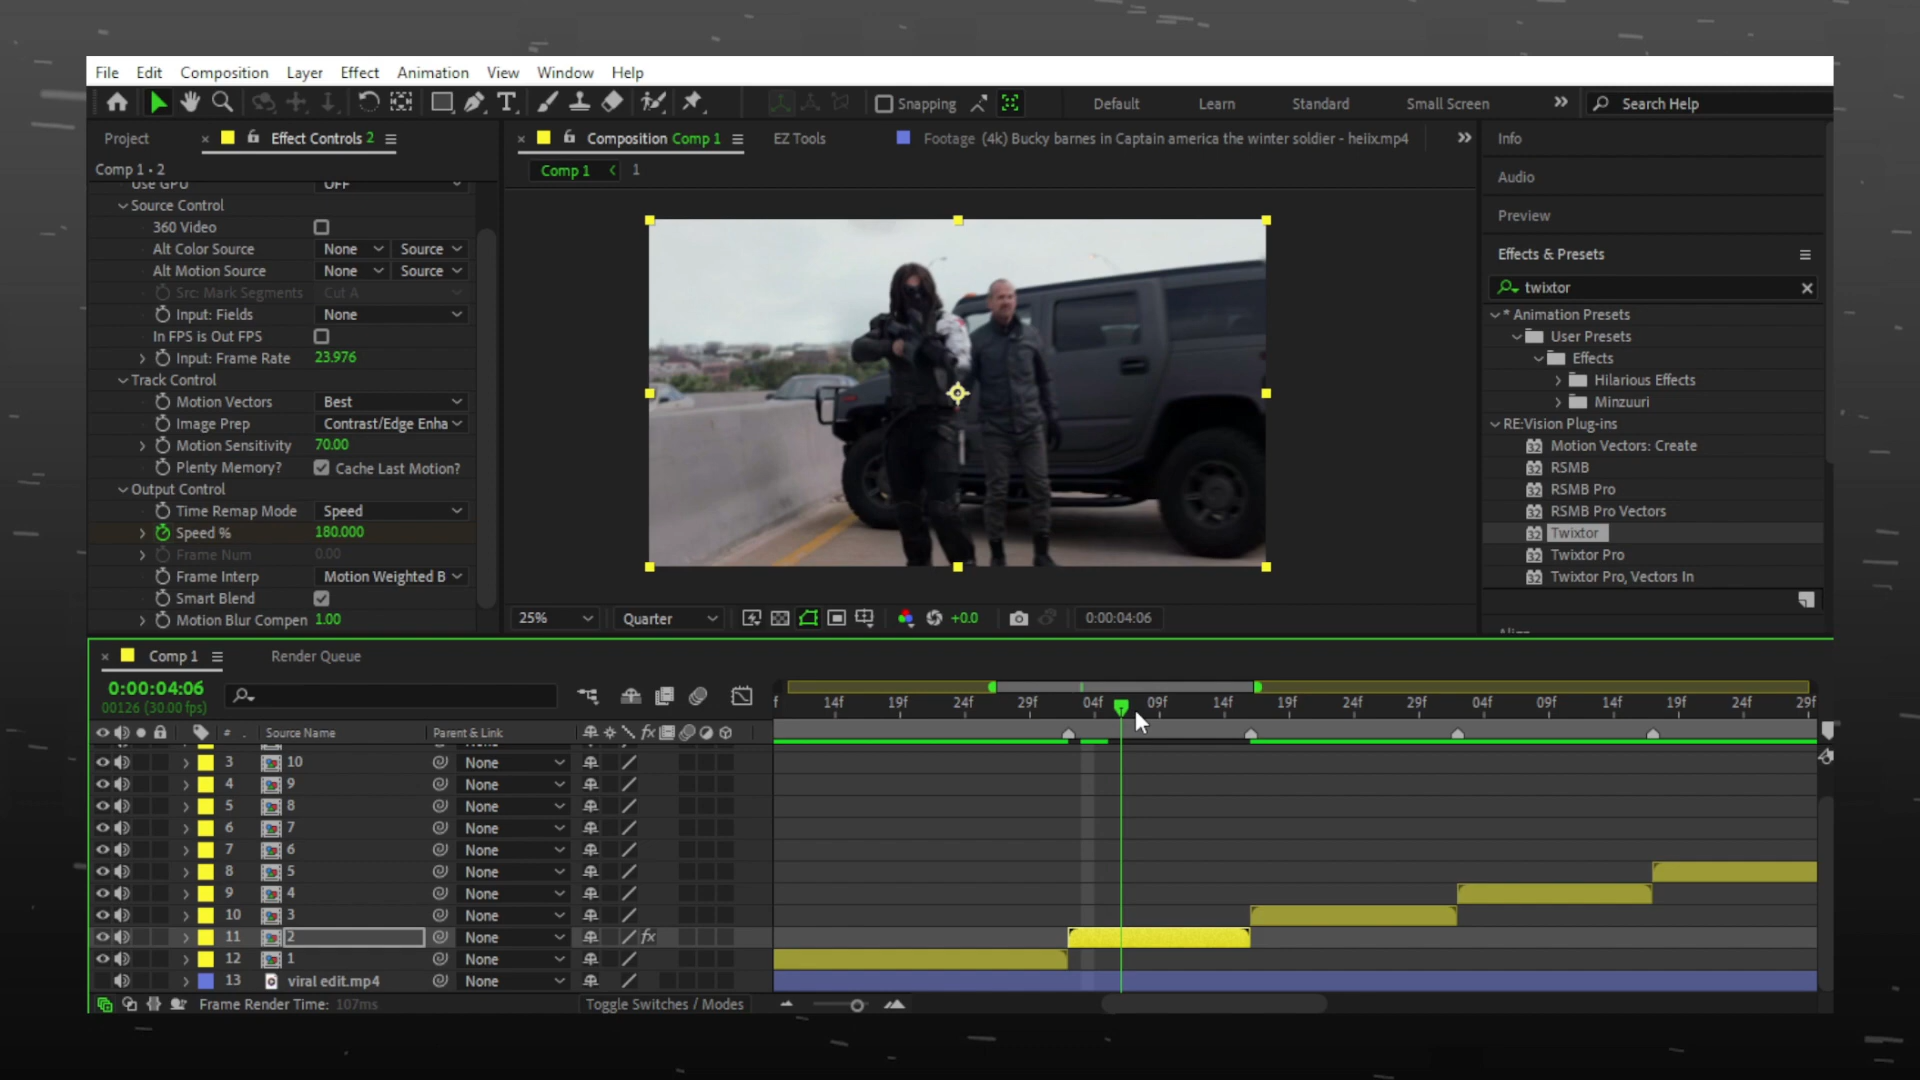 File Edit Composition Layer Effect Animation View Window Help
Snapping Default Learn Standard Small Screen Search Help
Project Effect Controls 2
Comp 1 • 2
Use GPU OFF
Source Control
360 Video
Alt Color Source None Source
Alt Motion Source None Source
Src: Mark Segments Cut A
Input: Fields None
In FPS is Out FPS
Input: Frame Rate 23.976
Track Control
Motion Vectors Best
Image Prep Contrast/Edge Enha
Motion Sensitivity 70.00
Plenty Memory? Cache Last Motion?
Output Control
Time Remap Mode Speed
Speed % 180.000
Frame Num 0.00
Frame Interp Motion Weighted B
Smart Blend
Motion Blur Compen 1.00
Composition Comp 1 EZ Tools Footage (4k) Bucky barnes in Captain america the winter soldier - heiix.mp4
Comp 1 1
25% Quarter +0.0 0:00:04:06
Info
Audio
Preview
Effects & Presets
twixtor
* Animation Presets
User Presets
Effects
Hilarious Effects
Minzuuri
RE:Vision Plug-ins
32 Motion Vectors: Create
32 RSMB
32 RSMB Pro
32 RSMB Pro Vectors
32 Twixtor
32 Twixtor Pro
32 Twixtor Pro, Vectors In
Comp 1 Render Queue
0:00:04:06
00126 (30.00 fps)
f 14f 19f 24f 29f 04f 09f 14f 19f 24f 29f 04f 09f 14f 19f 24f 29f
# Source Name Parent & Link fx
3 10 None
4 9 None
5 8 None
6 7 None
7 6 None
8 5 None
9 4 None
10 3 None
11 2 None fx
12 1 None
13 viral edit.mp4 None
Frame Render Time: 107ms Toggle Switches / Modes